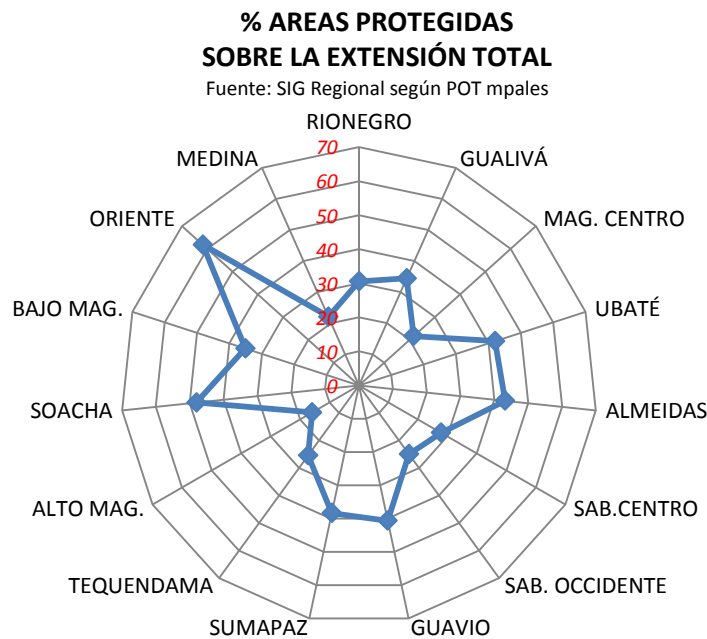 % AREAS PROTEGIDAS
SOBRE LA EXTENSIÓN TOTAL
Fuente: SIG Regional según POT mpales
RIONEGRO
GUALIVÁ
MAG. CENTRO
UBATÉ
ALMEIDAS
SAB.CENTRO
SAB. OCCIDENTE
GUAVIO
SUMAPAZ
TEQUENDAMA
ALTO MAG.
SOACHA
BAJO MAG.
ORIENTE
MEDINA
70
60
50
40
30
20
10
0